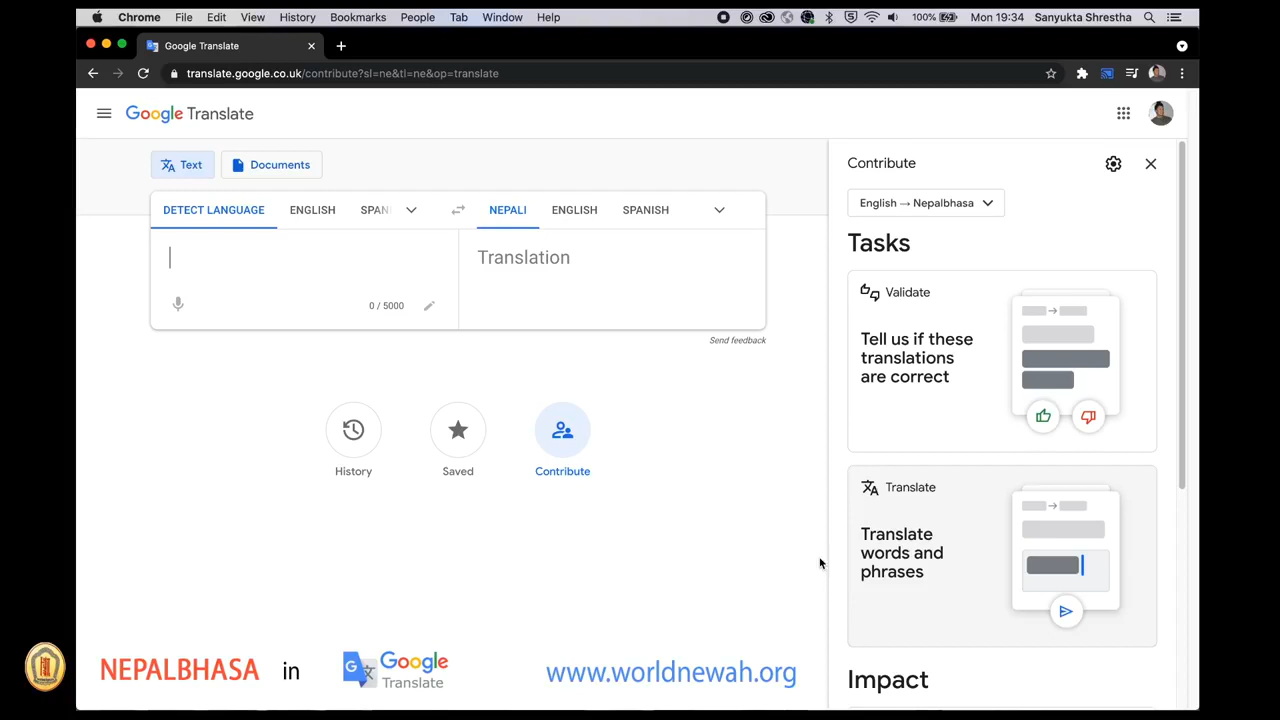 Chrome File Edit View History Bookmarks People Tab Window Help 100% Mon 19:34 Sanyukta Shrestha
Google Translate
translate.google.co.uk/contribute?sl=ne&tl=ne&op=translate
Google Translate
Text Documents
DETECT LANGUAGE ENGLISH SPANI NEPALI ENGLISH SPANISH
Translation
0 / 5000
Send feedback
History Saved Contribute
Contribute
English → Nepalbhasa
Tasks
Validate
Tell us if these
translations
are correct
Translate
Translate
words and
phrases
Impact
NEPALBHASA in Google Translate www.worldnewah.org